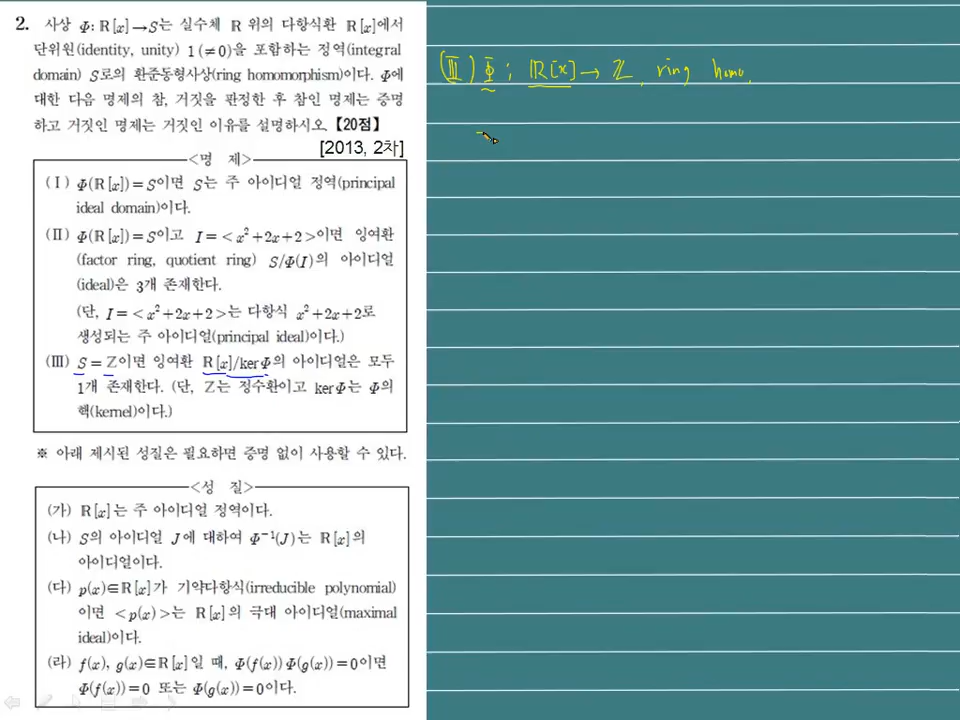 2. 사상 Φ: ℝ[x]→S는 실수체 ℝ 위의 다항식환 ℝ[x]에서
단위원(identity, unity) 1(≠0)을 포함하는 정역(integral
domain) S로의 환준동형사상(ring homomorphism)이다. Φ에
대한 다음 명제의 참, 거짓을 판정한 후 참인 명제는 증명
하고 거짓인 명제는 거짓인 이유를 설명하시오.【20점】
[2013, 2차]
<명 제>
(Ⅰ) Φ(ℝ[x])=S이면 S는 주 아이디얼 정역(principal
ideal domain)이다.
(Ⅱ) Φ(ℝ[x])=S이고 I=<x²+2x+2>이면 잉여환
(factor ring, quotient ring) S/Φ(I)의 아이디얼
(ideal)은 3개 존재한다.
(단, I=<x²+2x+2>는 다항식 x²+2x+2로
생성되는 주 아이디얼(principal ideal)이다.)
(Ⅲ) S=ℤ이면 잉여환 ℝ[x]/kerΦ의 아이디얼은 모두
1개 존재한다. (단, ℤ는 정수환이고 kerΦ는 Φ의
핵(kernel)이다.)
※ 아래 제시된 성질은 필요하면 증명 없이 사용할 수 있다.
<성 질>
(가) ℝ[x]는 주 아이디얼 정역이다.
(나) S의 아이디얼 J에 대하여 Φ⁻¹(J)는 ℝ[x]의
아이디얼이다.
(다) p(x)∈ℝ[x]가 기약다항식(irreducible polynomial)
이면 <p(x)>는 ℝ[x]의 극대 아이디얼(maximal
ideal)이다.
(라) f(x), g(x)∈ℝ[x]일 때, Φ(f(x))Φ(g(x))=0이면
Φ(f(x))=0 또는 Φ(g(x))=0이다.
(Ⅲ) Φ : ℝ[x] → ℤ, ring homo.